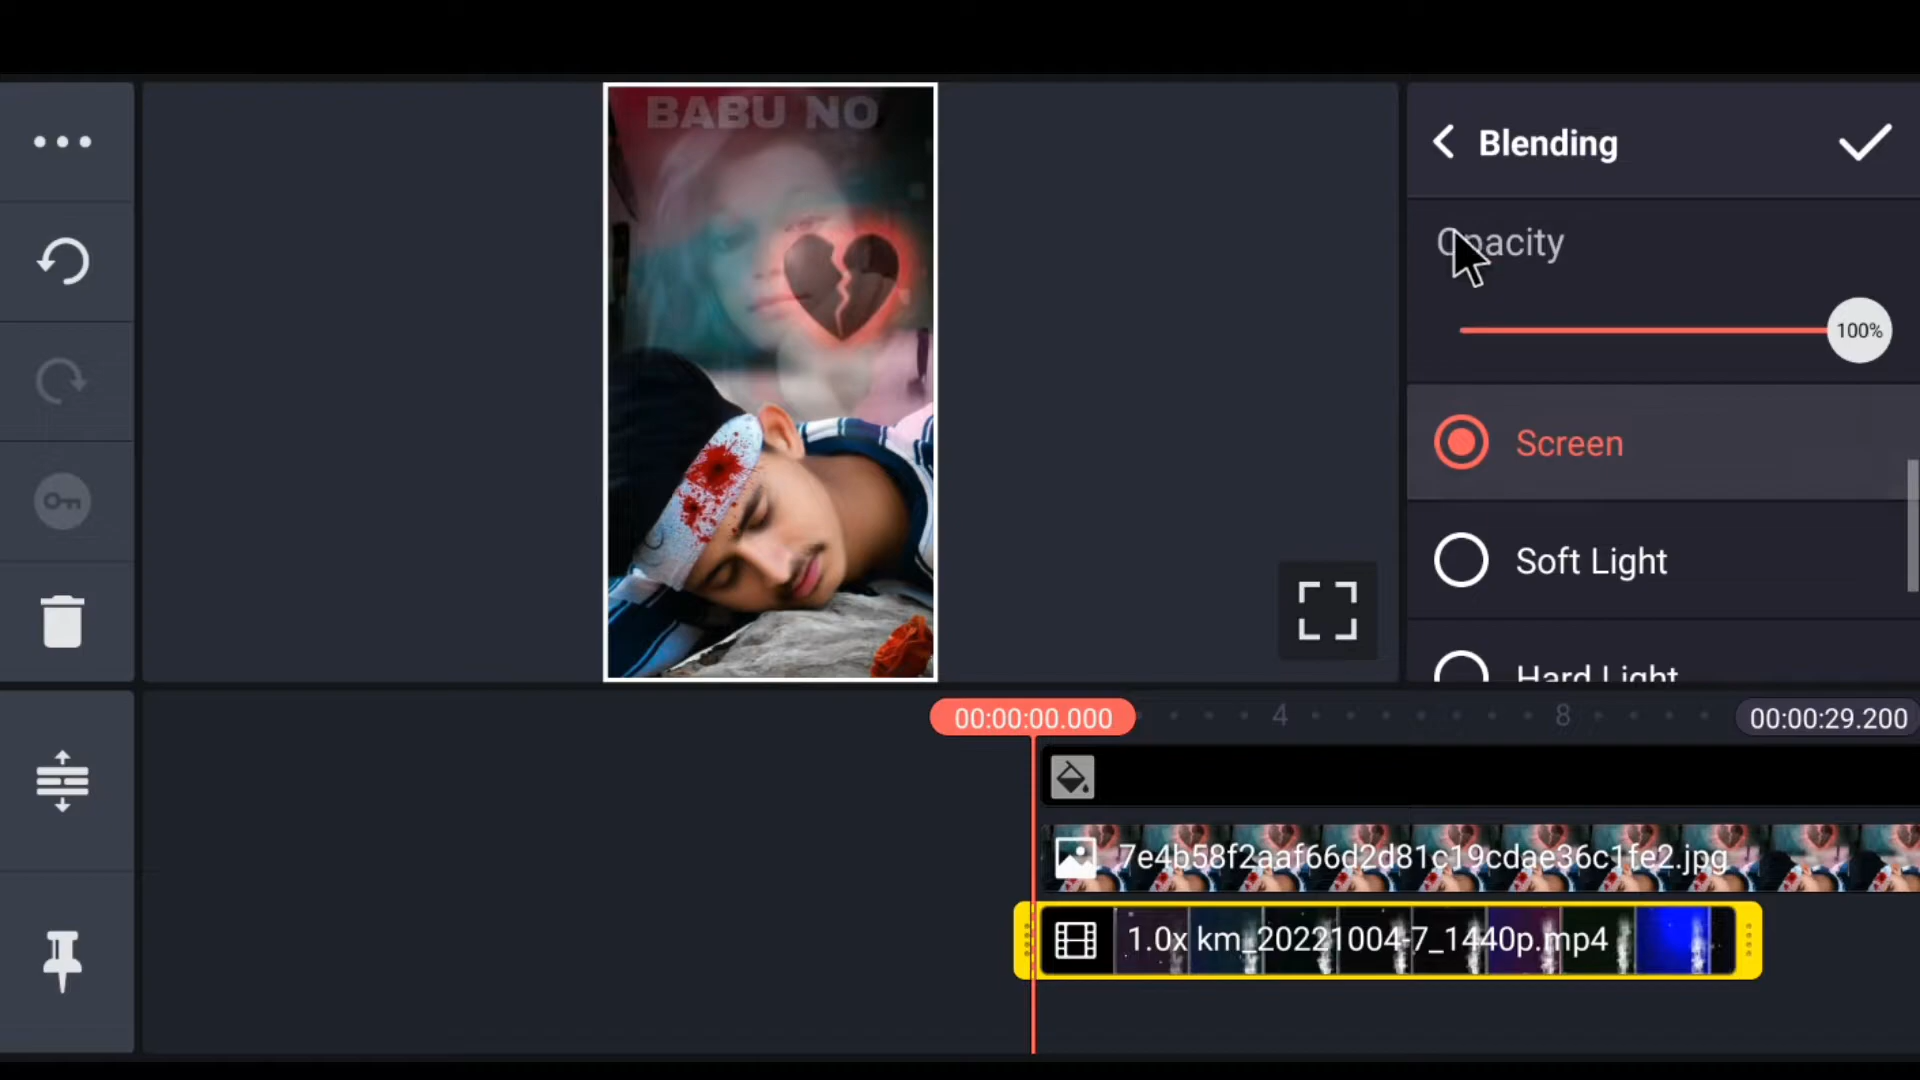 BABU NO
Blending
Opacity
100%
Screen
Soft Light
Hard Light
00:00:00.000
4
8
00:00:29.200
7e4b58f2aaf66d2d81c19cdae36c1fe2.jpg
1.0x km_20221004-7_1440p.mp4